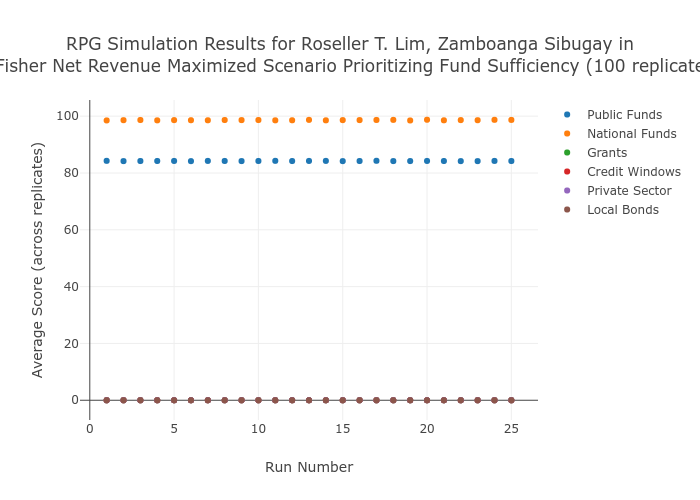 RPG Simulation Results for Roseller T. Lim, Zamboanga Sibugay in
Fisher Net Revenue Maximized Scenario Prioritizing Fund Sufficiency (100 replicate
Public Funds
National Funds
Grants
Credit Windows
Private Sector
Local Bonds
Average Score (across replicates)
100
80
60
40
20
0
0 5 10 15 20 25
Run Number